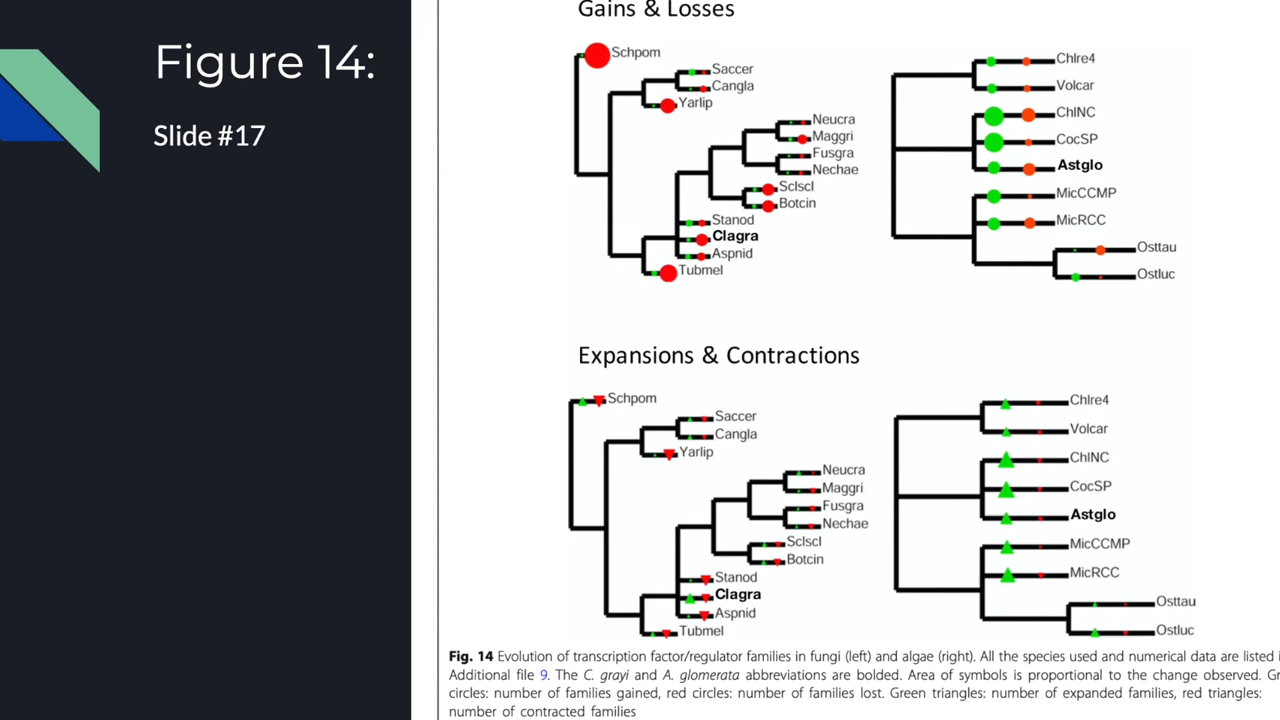 Figure 14:
Slide #17
Gains & Losses
Schpom
Saccer
Cangla
Yarlip
Neucra
Maggri
Fusgra
Nechae
Sclscl
Botcin
Stanod
Clagra
Aspnid
Tubmel
Chlre4
Volcar
ChlNC
CocSP
Astglo
MicCCMP
MicRCC
Osttau
Ostluc
Expansions & Contractions
Schpom
Saccer
Cangla
Yarlip
Neucra
Maggri
Fusgra
Nechae
Sclscl
Botcin
Stanod
Clagra
Aspnid
Tubmel
Chlre4
Volcar
ChlNC
CocSP
Astglo
MicCCMP
MicRCC
Osttau
Ostluc
Fig. 14 Evolution of transcription factor/regulator families in fungi (left) and algae (right). All the species used and numerical data are listed
Additional file 9. The C. grayi and A. glomerata abbreviations are bolded. Area of symbols is proportional to the change observed.
circles: number of families gained, red circles: number of families lost. Green triangles: number of expanded families, red triangles:
number of contracted families